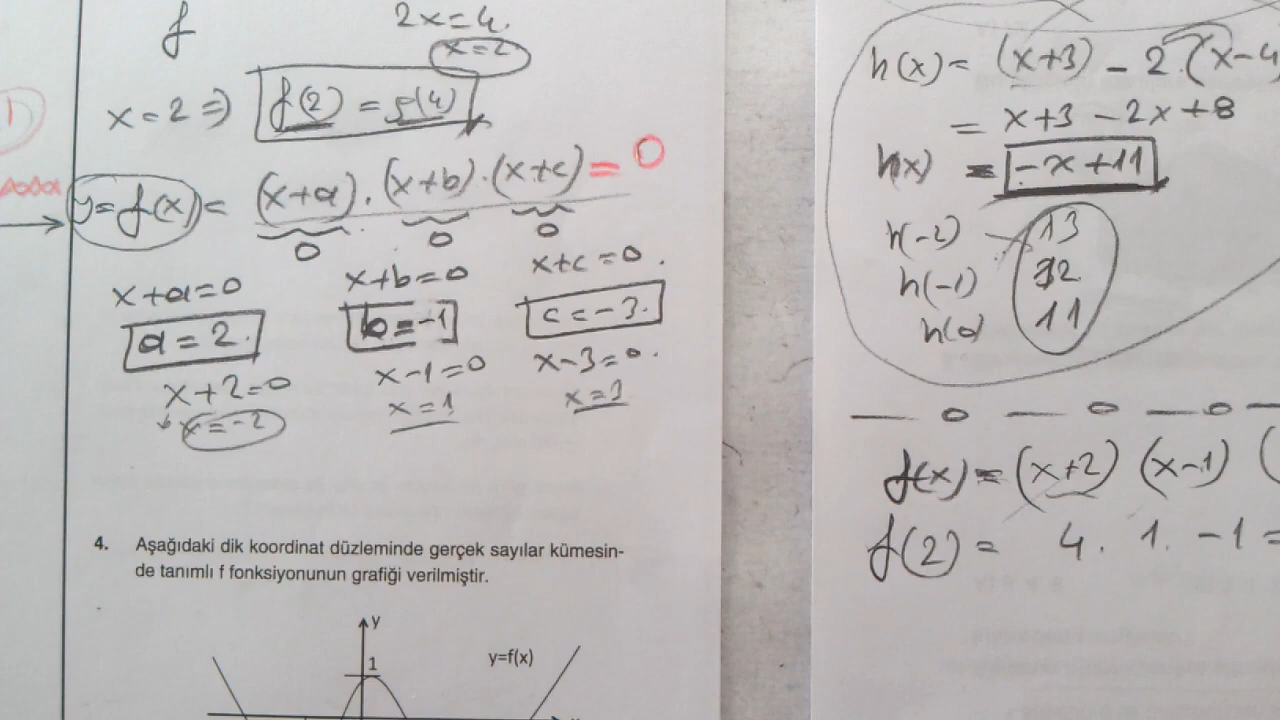 f
2x=4.
x=2
x=2 ⇒ f(2) = g(4)
1
y=f(x)= (x+a).(x+b).(x+c)=0
0 0 0
x+a=0 x+b=0 x+c=0.
a=2. b=-1 c=-3.
x+2=0 x-1=0 x-3=0.
x=-2 x=1 x=3
4. Aşağıdaki dik koordinat düzleminde gerçek sayılar kümesin-
de tanımlı f fonksiyonunun grafiği verilmiştir.
y
1
y=f(x)
h(x)= (x+3) - 2.(x-4
= x+3 -2x+8
h(x) = -x+11
h(-2) 13
h(-1) 12
h(0) 11
f(x)= (x+2) (x-1) (
f(2)= 4. 1. -1=